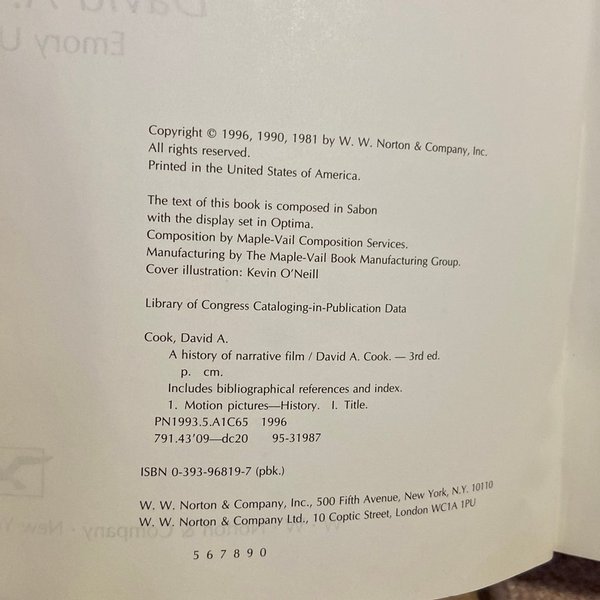 Copyright © 1996, 1990, 1981 by W. W. Norton & Company, Inc.
All rights reserved.
Printed in the United States of America.
The text of this book is composed in Sabon
with the display set in Optima.
Composition by Maple-Vail Composition Services.
Manufacturing by The Maple-Vail Book Manufacturing Group.
Cover illustration: Kevin O'Neill
Library of Congress Cataloging-in-Publication Data
Cook, David A.
A history of narrative film / David A. Cook. — 3rd ed.
p. cm.
Includes bibliographical references and index.
1. Motion pictures—History. I. Title.
PN1993.5.A1C65 1996
791.43'09—dc20 95-31987
ISBN 0-393-96819-7 (pbk.)
W. W. Norton & Company, Inc., 500 Fifth Avenue, New York, N.Y. 10110
W. W. Norton & Company Ltd., 10 Coptic Street, London WC1A 1PU
5 6 7 8 9 0